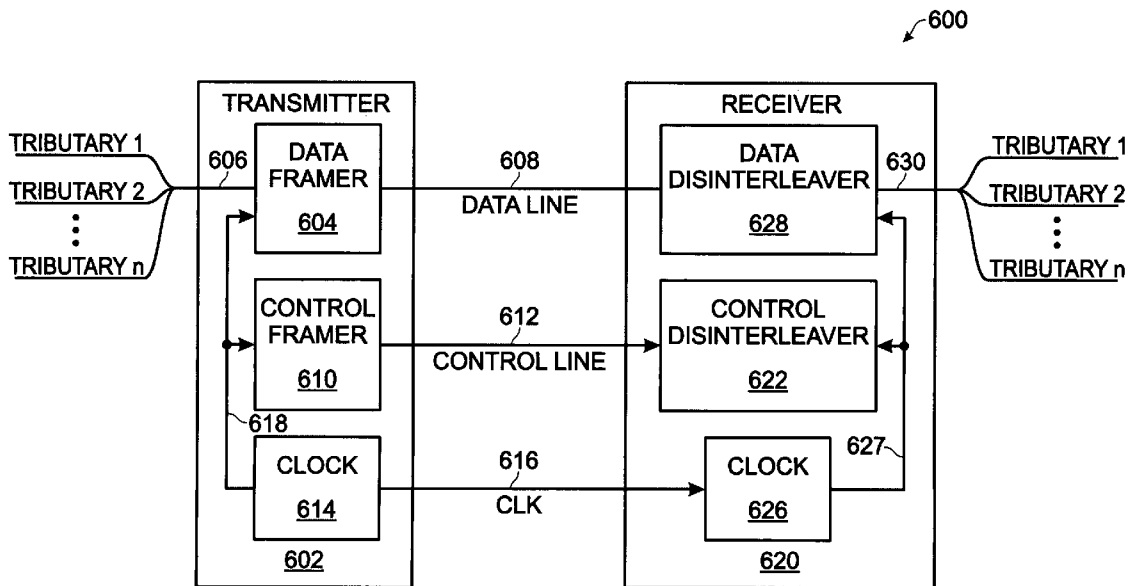 600
TRANSMITTER
RECEIVER
TRIBUTARY 1
TRIBUTARY 2
TRIBUTARY n
606
DATA
FRAMER
604
608
DATA LINE
DATA
DISINTERLEAVER
628
630
TRIBUTARY 1
TRIBUTARY 2
TRIBUTARY n
CONTROL
FRAMER
610
612
CONTROL LINE
CONTROL
DISINTERLEAVER
622
618
CLOCK
614
616
CLK
CLOCK
626
627
602
620